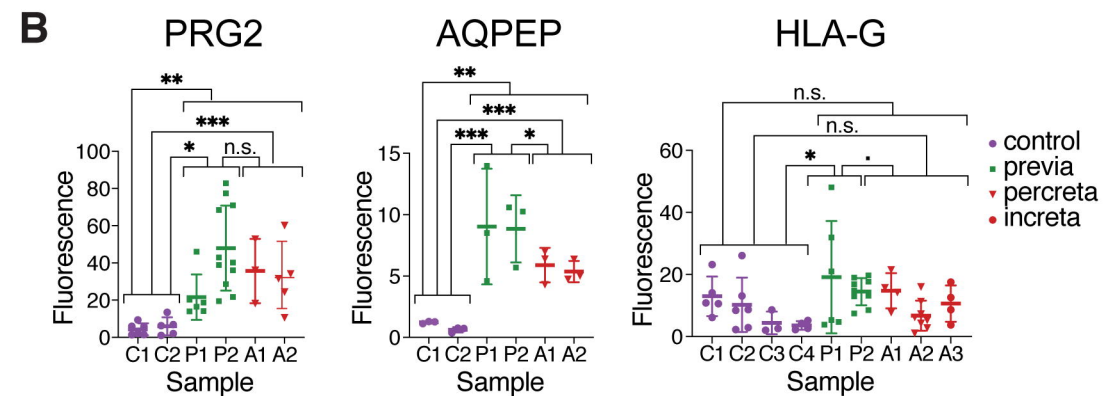 B
PRG2
AQPEP
HLA-G
**
***
*
n.s.
100
80
60
40
20
0
Fluorescence
C1 C2 P1 P2 A1 A2
Sample
**
***
***
*
15
10
5
0
Fluorescence
C1 C2 P1 P2 A1 A2
Sample
n.s.
n.s.
*
.
60
40
20
0
Fluorescence
C1 C2 C3 C4 P1 P2 A1 A2 A3
Sample
control
previa
percreta
increta